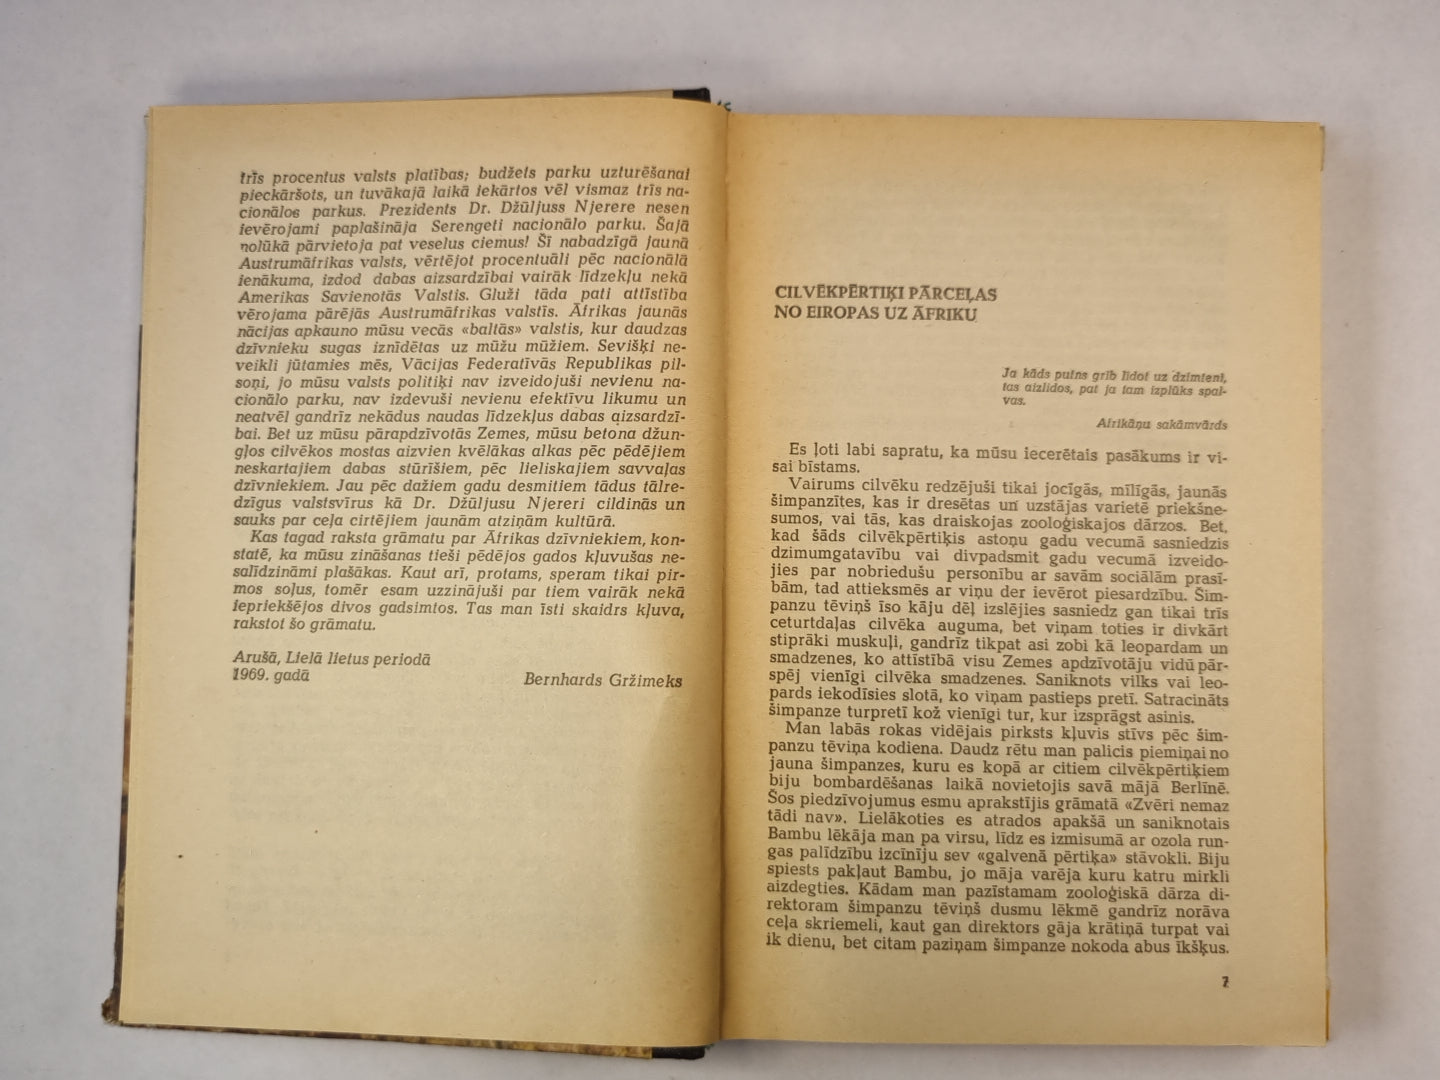 trīs procentus valsts platības; budžets parku uzturēšanai
pieckāršots, un tuvākajā laikā iekārtos vēl vismaz trīs na-
cionālos parkus. Prezidents Dr. Džūljuss Njerere nesen
ievērojami paplašināja Serengeti nacionālo parku. Šajā
nolūkā pārvietoja pat veselus ciemus! Šī nabadzīgā jaunā
Austrumāfrikas valsts, vērtējot procentuāli pēc nacionālā
ienākuma, izdod dabas aizsardzībai vairāk līdzekļu nekā
Amerikas Savienotās Valstis. Gluži tāda pati attīstība
vērojama pārējās Austrumāfrikas valstīs. Āfrikas jaunās
nācijas apkauno mūsu vecās «baltās» valstis, kur daudzas
dzīvnieku sugas iznīdētas uz mūžu mūžiem. Sevišķi ne-
veikli jūtamies mēs, Vācijas Federatīvās Republikas pil-
soņi, jo mūsu valsts politiķi nav izveidojuši nevienu na-
cionālo parku, nav izdevuši nevienu efektīvu likumu un
neatvēl gandrīz nekādus naudas līdzekļus dabas aizsardzī-
bai. Bet uz mūsu pārapdzīvotās Zemes, mūsu betona džun-
gļos cilvēkos mostas aizvien kvēlākas alkas pēc pēdējiem
neskartajiem dabas stūrīšiem, pēc lieliskajiem savvaļas
dzīvniekiem. Jau pēc dažiem gadu desmitiem tādus tālre-
dzīgus valstsvīrus kā Dr. Džūljusu Njereri cildinās un
sauks par ceļa cirtējiem jaunām atziņām kultūrā.
Kas tagad raksta grāmatu par Āfrikas dzīvniekiem, kon-
statē, ka mūsu zināšanas tieši pēdējos gados kļuvušas ne-
salīdzināmi plašākas. Kaut arī, protams, speram tikai pir-
mos soļus, tomēr esam uzzinājuši par tiem vairāk nekā
iepriekšējos divos gadsimtos. Tas man īsti skaidrs kļuva,
rakstot šo grāmatu.
Arušā, Lielā lietus periodā
1969. gadā
Bernhards Gržimeks
CILVĒKPĒRTIĶI PĀRCEĻAS
NO EIROPAS UZ ĀFRIKU
Ja kāds putns grib lidot uz dzimteni,
tas aizlidos, pat ja tam izplūks spal-
vas.
Afrikāņu sakāmvārds
Es ļoti labi sapratu, ka mūsu iecerētais pasākums ir vi-
sai bīstams.
Vairums cilvēku redzējuši tikai jocīgās, mīlīgās, jaunās
šimpanzītes, kas ir dresētas un uzstājas varietē priekšne-
sumos, vai tās, kas draiskojas zooloģiskajos dārzos. Bet,
kad šāds cilvēkpērtiķis astoņu gadu vecumā sasniedzis
dzimumgatavību vai divpadsmit gadu vecumā izveido-
jies par nobriedušu personību ar savām sociālām prasī-
bām, tad attieksmēs ar viņu der ievērot piesardzību. Šim-
panzu tēviņš īso kāju dēļ izslējies sasniedz gan tikai trīs
ceturtdaļas cilvēka auguma, bet viņam toties ir divkārt
stiprāki muskuļi, gandrīz tikpat asi zobi kā leopardam un
smadzenes, ko attīstībā visu Zemes apdzīvotāju vidū pār-
spēj vienīgi cilvēka smadzenes. Saniknots vilks vai leo-
pards iekodīsies slotā, ko viņam pastieps pretī. Satracināts
šimpanze turpretī kož vienīgi tur, kur izsprāgst asinis.
Man labās rokas vidējais pirksts kļuvis stīvs pēc šim-
panzu tēviņa kodiena. Daudz rētu man palicis piemiņai no
jauna šimpanzes, kuru es kopā ar citiem cilvēkpērtiķiem
biju bombardēšanas laikā novietojis savā mājā Berlīnē.
Šos piedzīvojumus esmu aprakstījis grāmatā «Zvēri nemaz
tādi nav». Lielākoties es atrados apakšā un saniknotais
Bambu lēkāja man pa virsu, līdz es izmisumā ar ozola run-
gas palīdzību izcīnīju sev «galvenā pērtiķa» stāvokli. Biju
spiests pakļaut Bambu, jo māja varēja kuru katru mirkli
aizdegties. Kādam man pazīstamam zooloģiskā dārza di-
rektoram šimpanzu tēviņš dusmu lēkmē gandrīz norāva
ceļa skriemeli, kaut gan direktors gāja krātiņā turpat vai
ik dienu, bet citam paziņam šimpanze nokoda abus īkšķus.
7